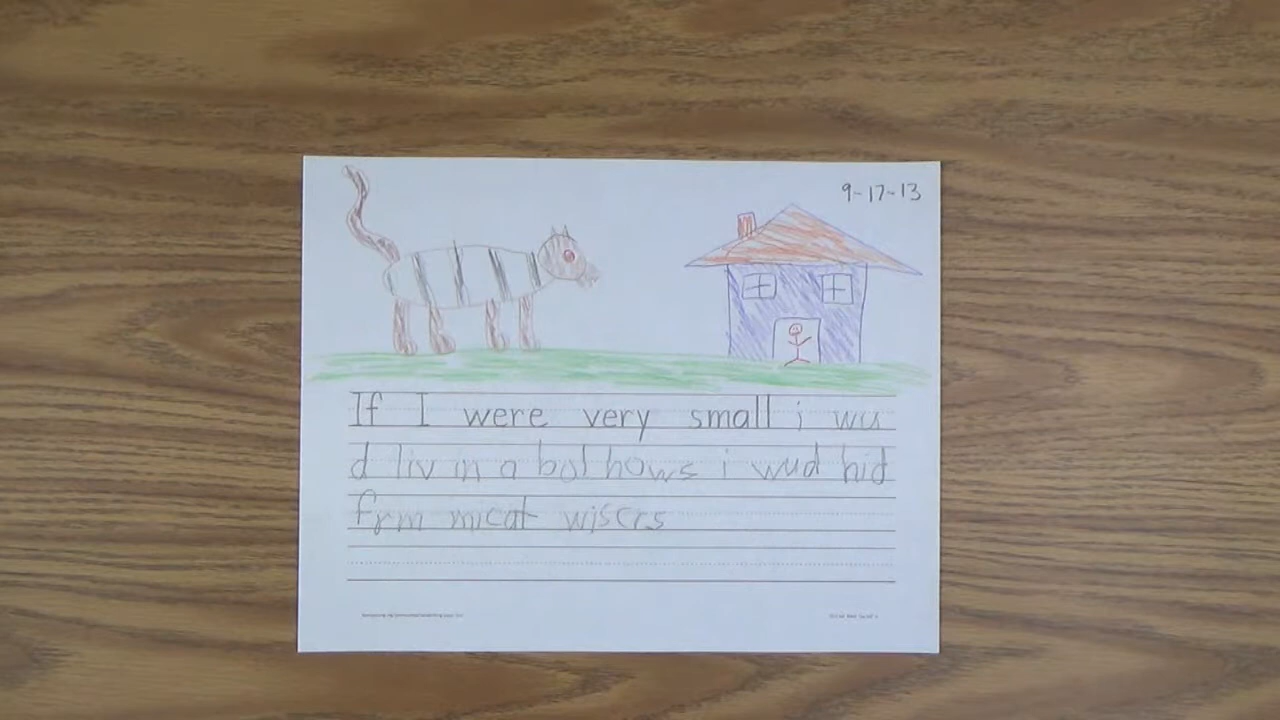 9-17-13
If I were very small i wu
d liv in a bol hows i wud hid
frm micat wiscrs